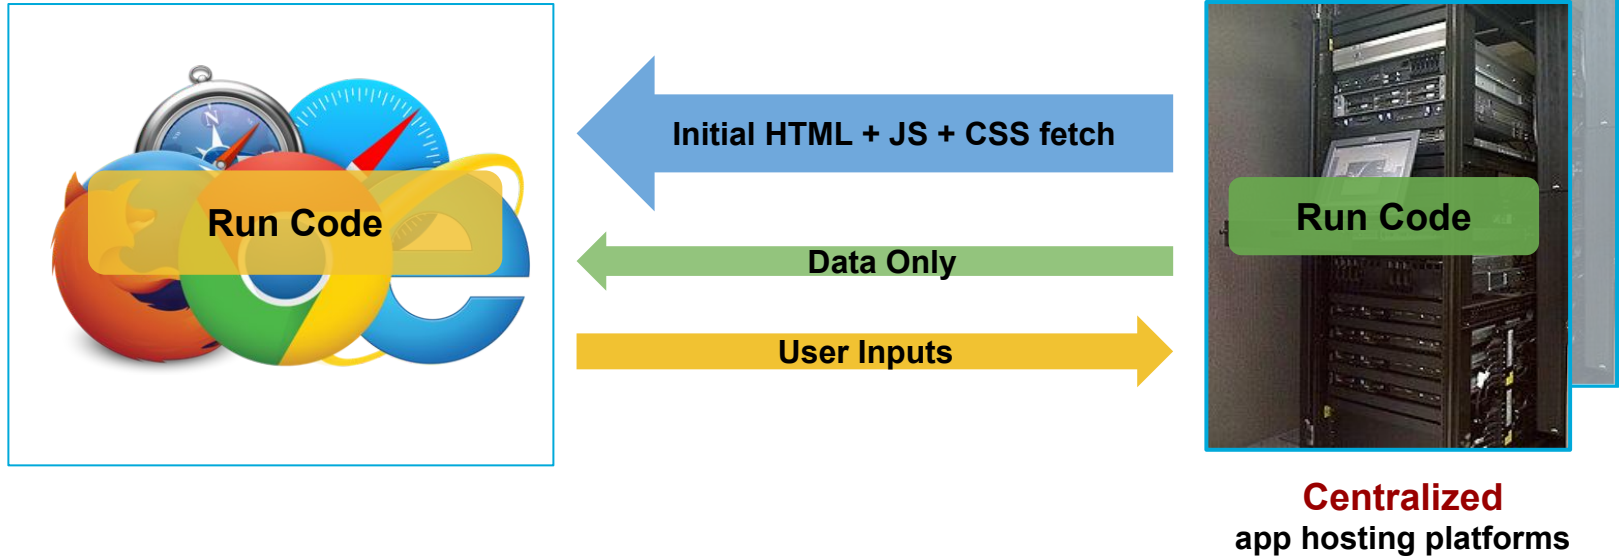 Initial HTML + JS + CSS fetch
Run Code
Run Code
Data Only
User Inputs
N
Centralized
app hosting platforms